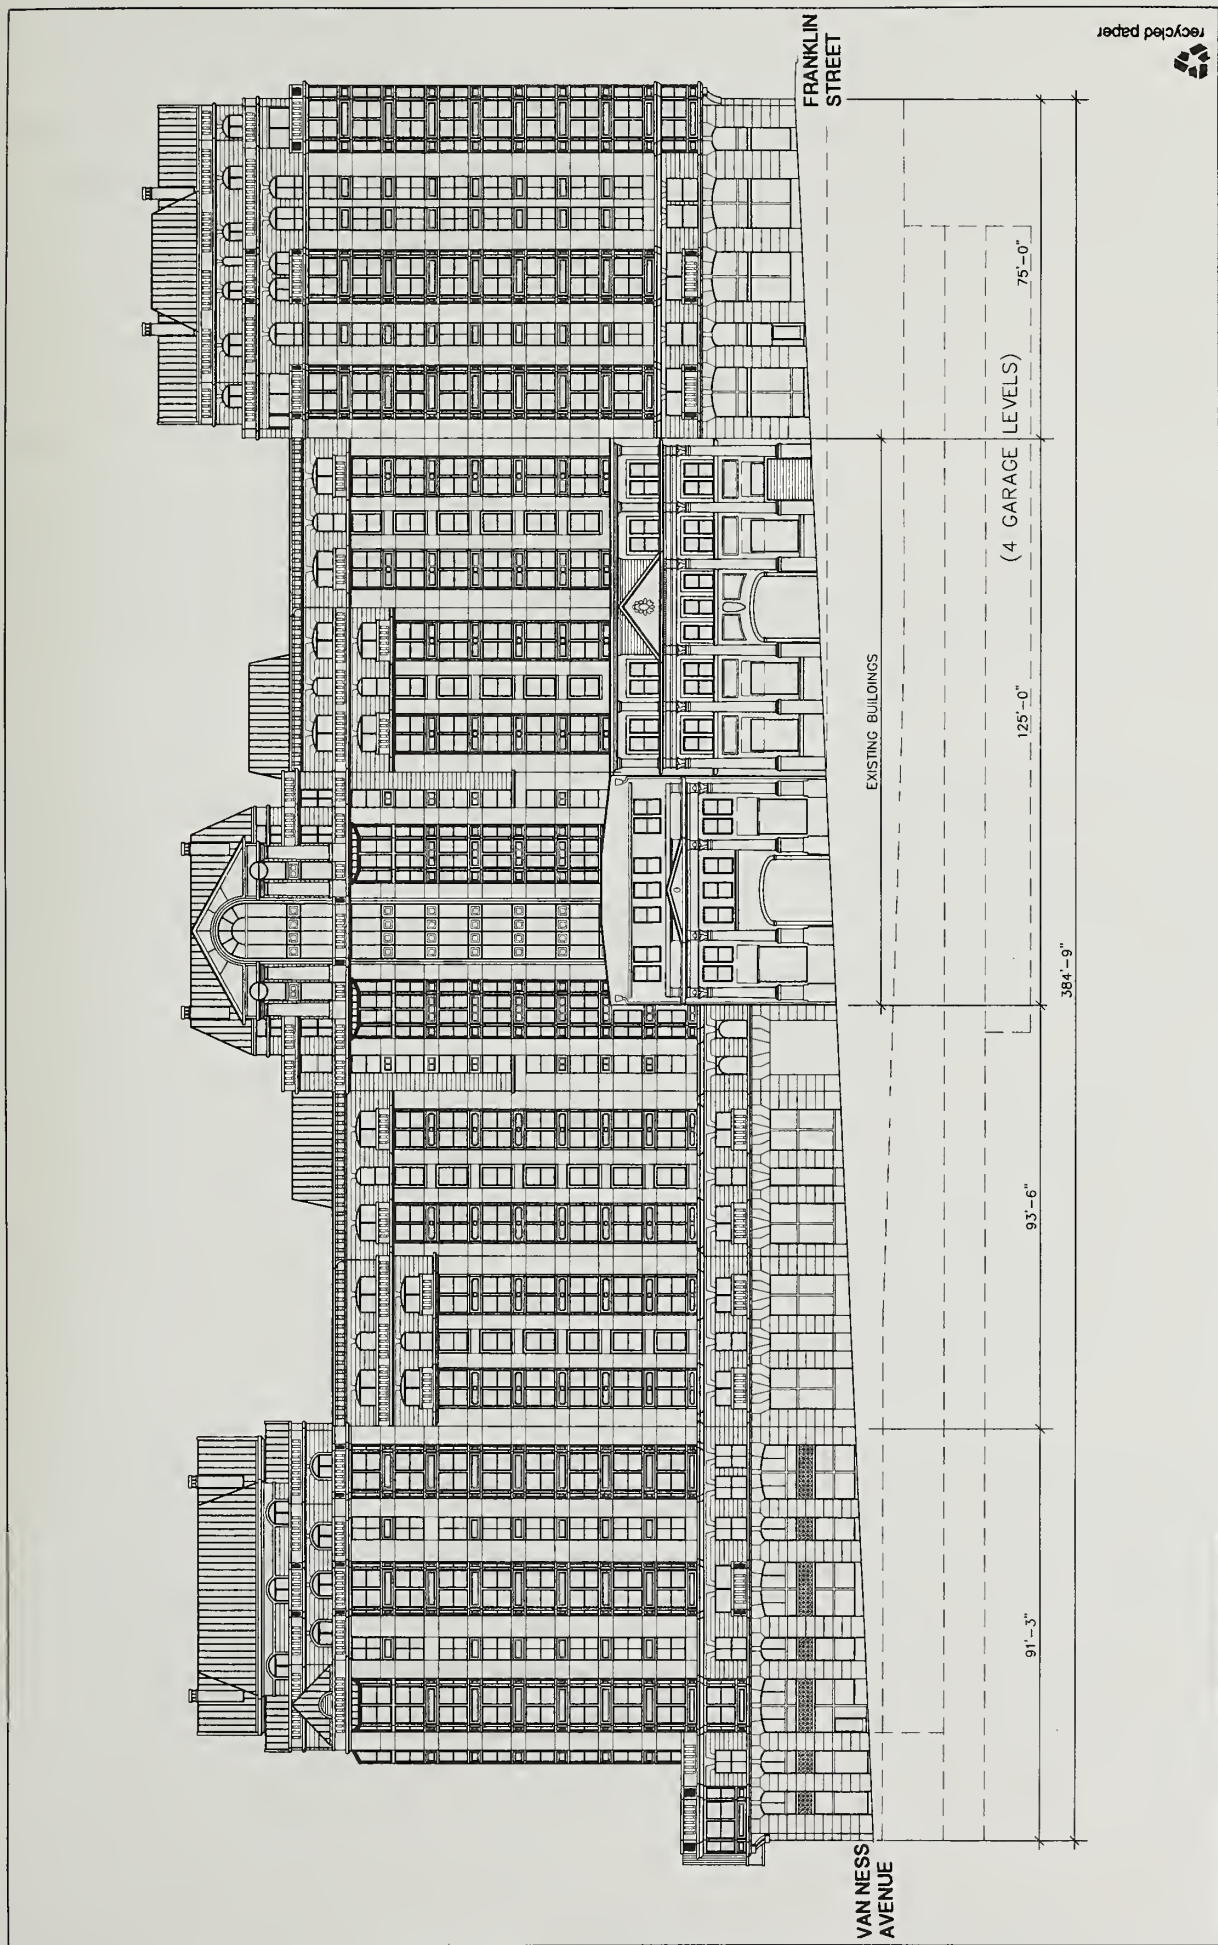 VAN NESS
AVENUE
FRANKLIN
STREET
EXISTING BUILDINGS
(4 GARAGE LEVELS)
91'-3"
93'-6"
125'-0"
75'-0"
384'-9"
recycled paper